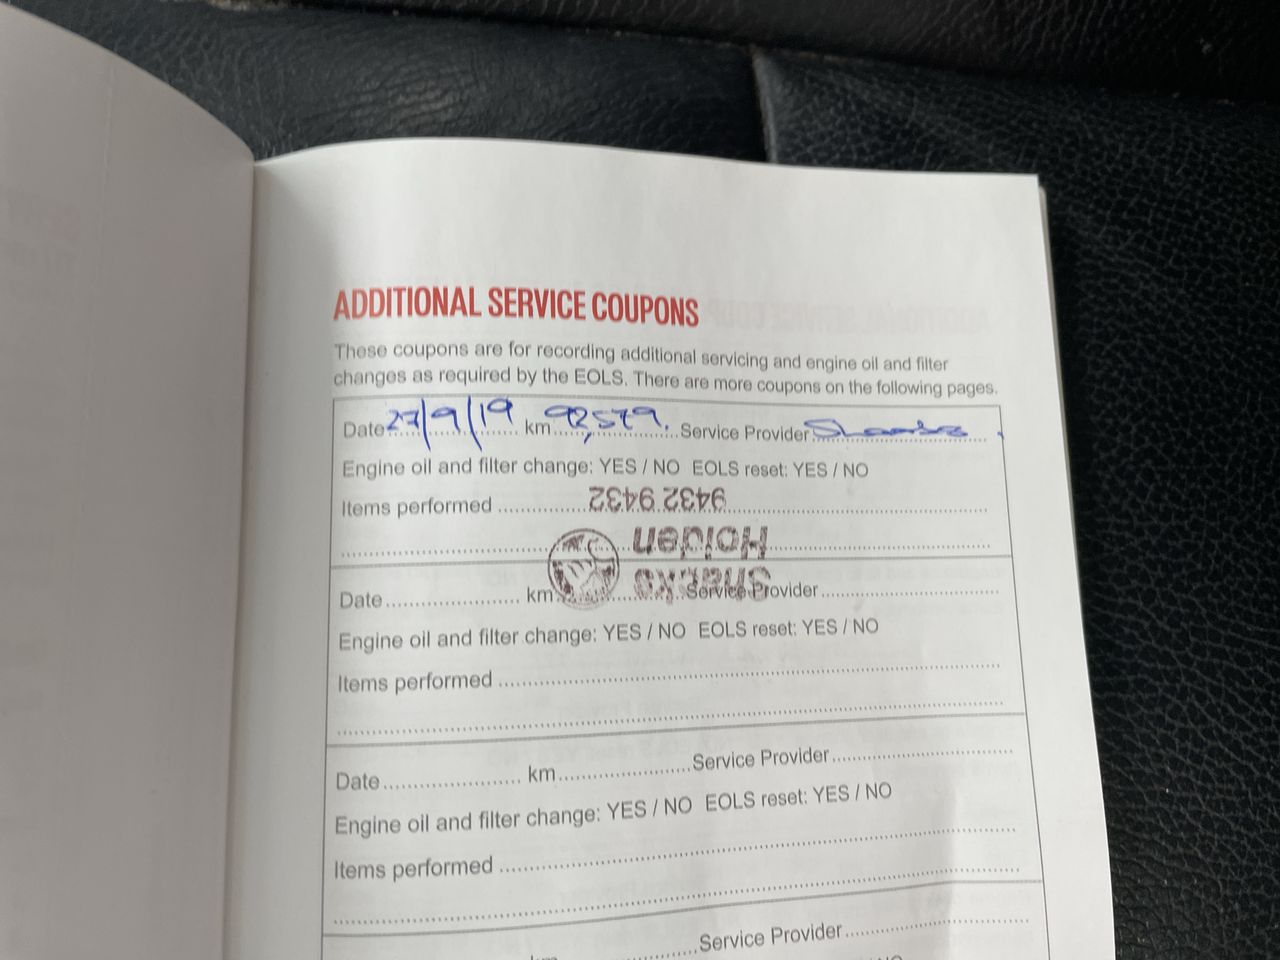 ADDITIONAL SERVICE COUPONS
These coupons are for recording additional servicing and engine oil and filter
changes as required by the EOLS. There are more coupons on the following pages.
Date 27/9/19 km 92,579. Service Provider
Engine oil and filter change: YES / NO EOLS reset: YES / NO
Items performed
Snacks
Holden
9432 9432
Date km Service Provider
Engine oil and filter change: YES / NO EOLS reset: YES / NO
Items performed
Date km Service Provider
Engine oil and filter change: YES / NO EOLS reset: YES / NO
Items performed
km Service Provider